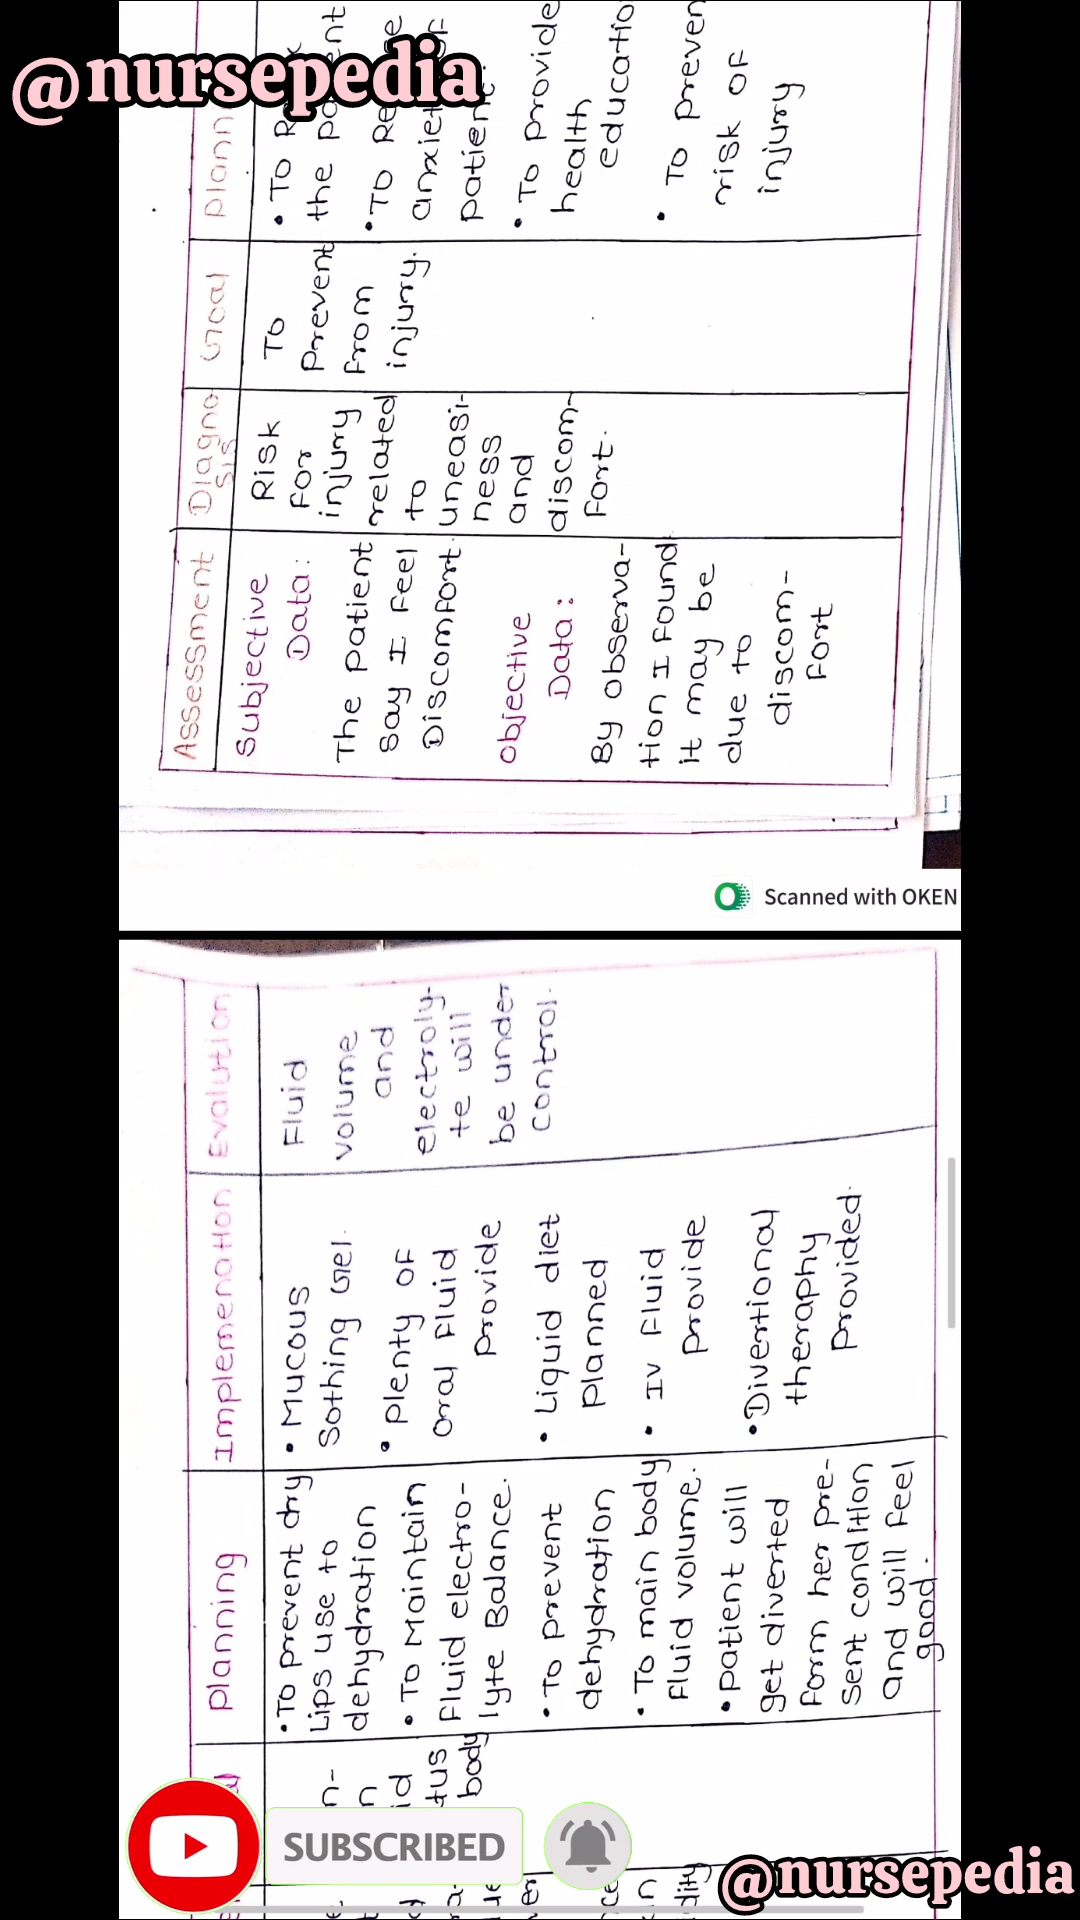 @nursepedia
Assessment
Subjective
Data:
The patient
say I feel
Discomfort.
objective
Data:
By observa-
tion I found
it may be
due to
discom-
fort
Diagno
sis
Risk
for
injury
related
to
uneasi-
ness
and
discom-
fort.
Goal
To
prevent
from
injury.
Plann
• To
the
• To
patien
• To provide
health
educatio
• To preven
risk of
injury
Scanned with OKEN
body
Planning
• To prevent dry
Lips use to
dehydration
• To Maintain
fluid electro-
lyte Balance.
• To prevent
dehydration
• To main body
fluid volume.
• patient will
get diverted
form her pre-
sent condition
and will feel
good.
Implemenation
• Mucous
Sothing Gel.
• plenty of
oral fluid
provide
• Liquid diet
planned
• IV fluid
provide
• Divertional
theraphy
provided.
Evalution
Fluid
volume
and
electroly-
te will
be under
control.
SUBSCRIBED
@nursepedia